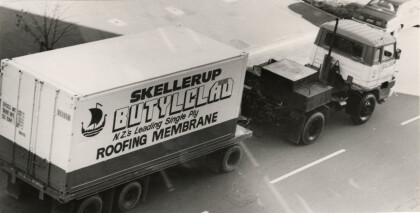 SKELLERUP
BUTYLCLAD
N.Z's Leading Single Ply
ROOFING MEMBRANE